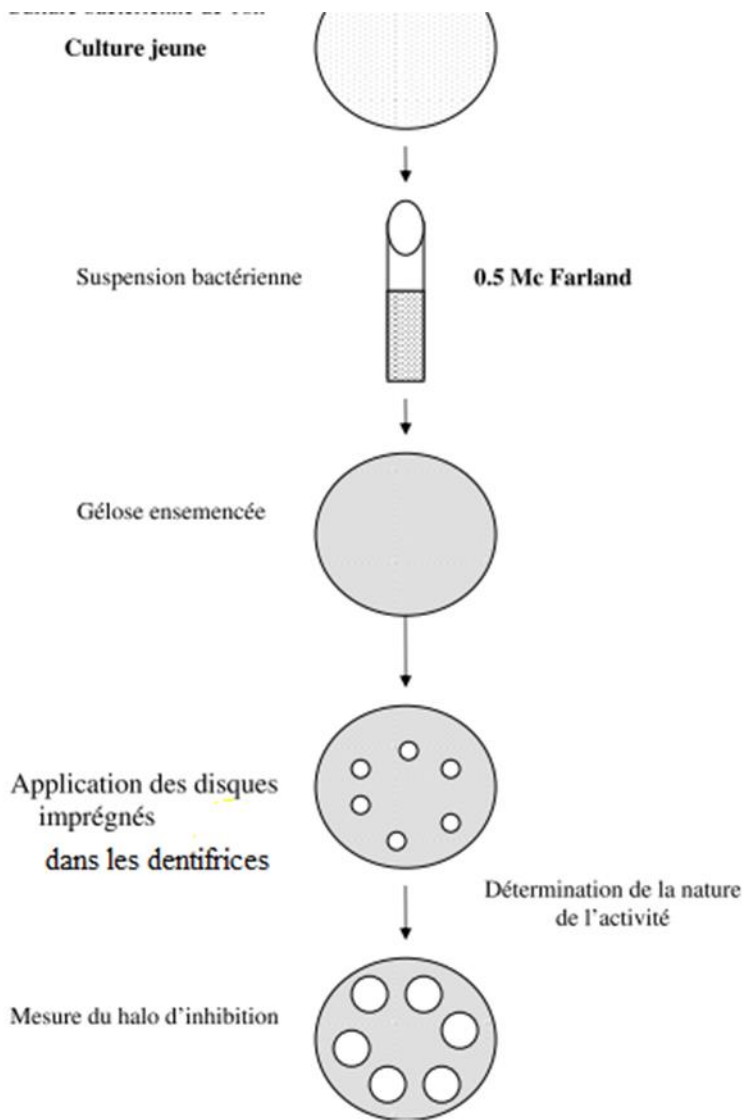 Culture jeune
Suspension bactérienne
0.5 Mc Farland
Gélose ensemencée
Application des disques
imprégnés
dans les dentifrices
Détermination de la nature
de l'activité
Mesure du halo d'inhibition